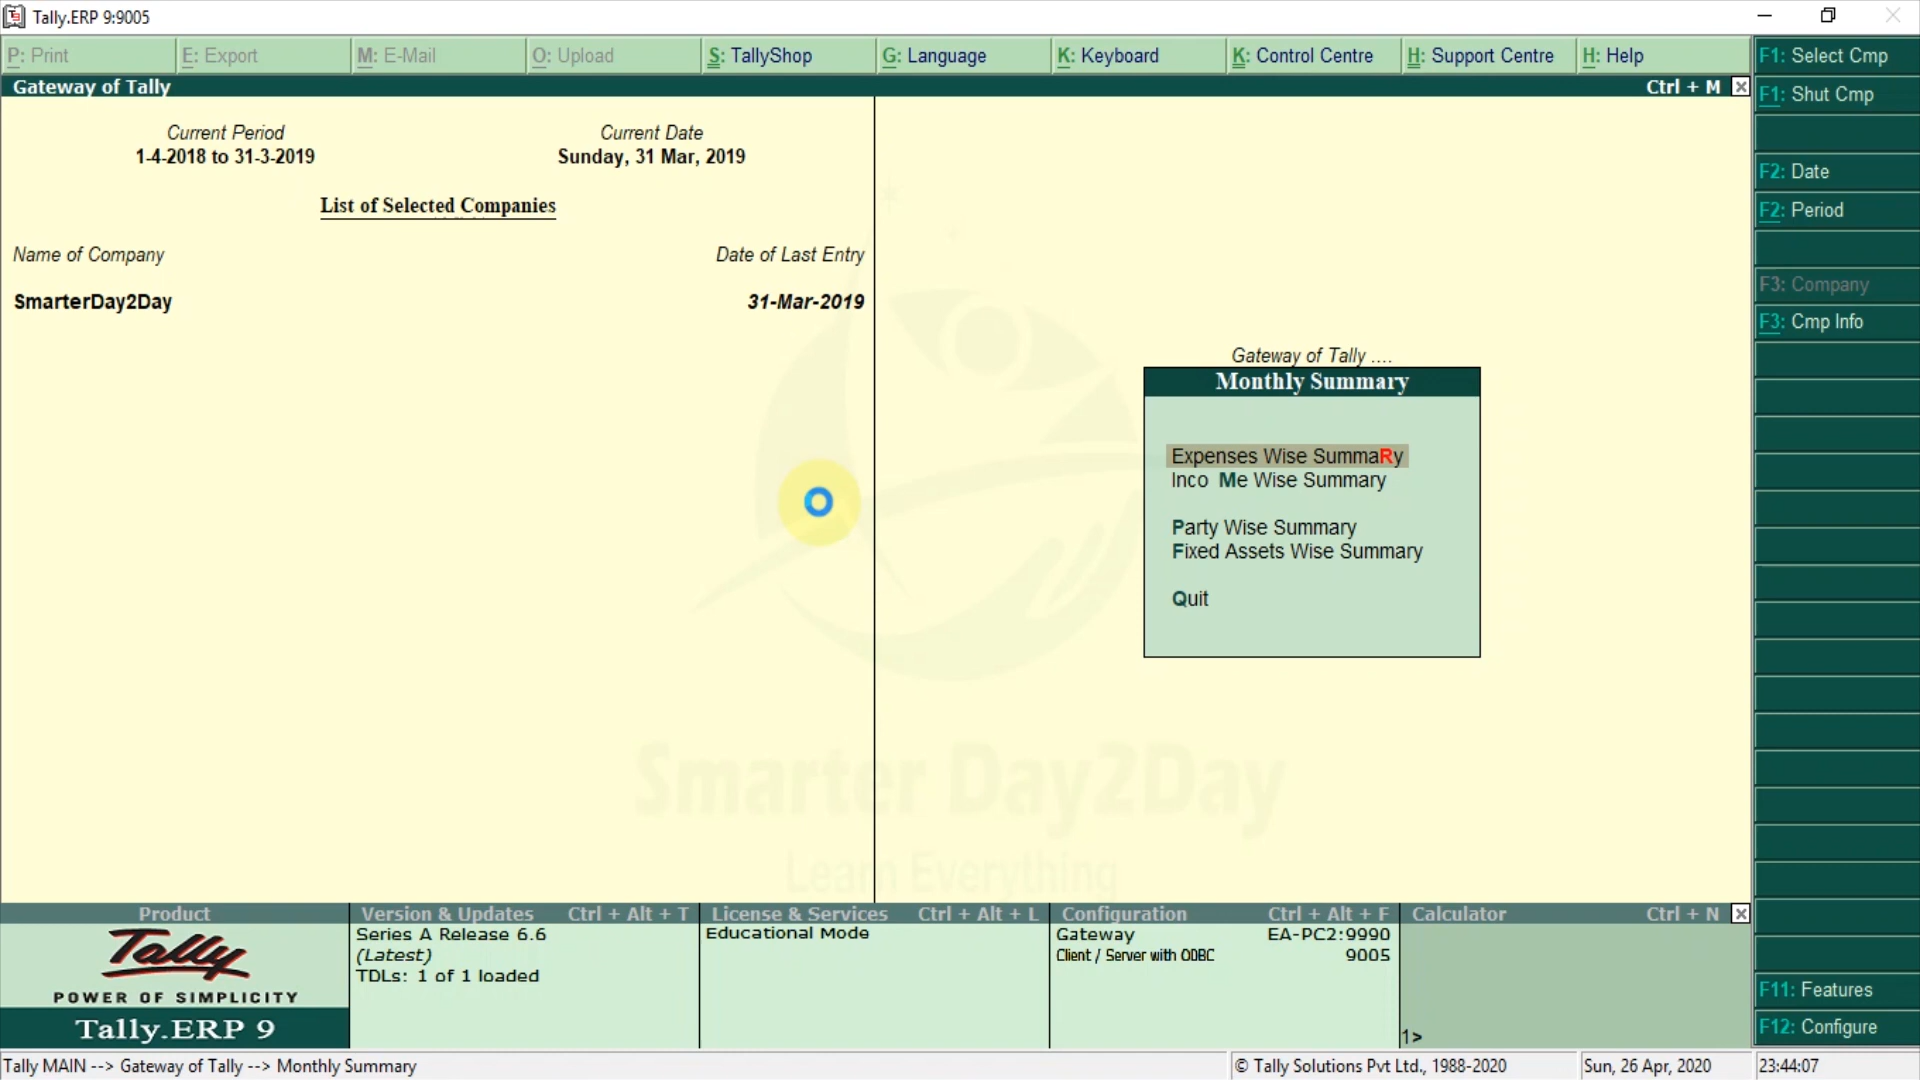 Tally.ERP 9:9005
P: Print E: Export M: E-Mail O: Upload S: TallyShop G: Language K: Keyboard K: Control Centre H: Support Centre H: Help
Gateway of Tally Ctrl + M
Current Period Current Date
1-4-2018 to 31-3-2019 Sunday, 31 Mar, 2019
List of Selected Companies
Name of Company Date of Last Entry
SmarterDay2Day 31-Mar-2019
Gateway of Tally ....
Monthly Summary
Expenses Wise SummaRy
Inco Me Wise Summary
Party Wise Summary
Fixed Assets Wise Summary
Quit
Smarter Day2Day
Learn Everything
F1: Select Cmp
F1: Shut Cmp
F2: Date
F2: Period
F3: Company
F3: Cmp Info
F11: Features
F12: Configure
Product
Tally
POWER OF SIMPLICITY
Tally.ERP 9
Version & Updates Ctrl + Alt + T
Series A Release 6.6
(Latest)
TDLs: 1 of 1 loaded
License & Services Ctrl + Alt + L
Educational Mode
Configuration Ctrl + Alt + F
Gateway EA-PC2:9990
Client / Server with ODBC 9005
Calculator Ctrl + N
1>
Tally MAIN --> Gateway of Tally --> Monthly Summary © Tally Solutions Pvt Ltd., 1988-2020 Sun, 26 Apr, 2020 23:44:07